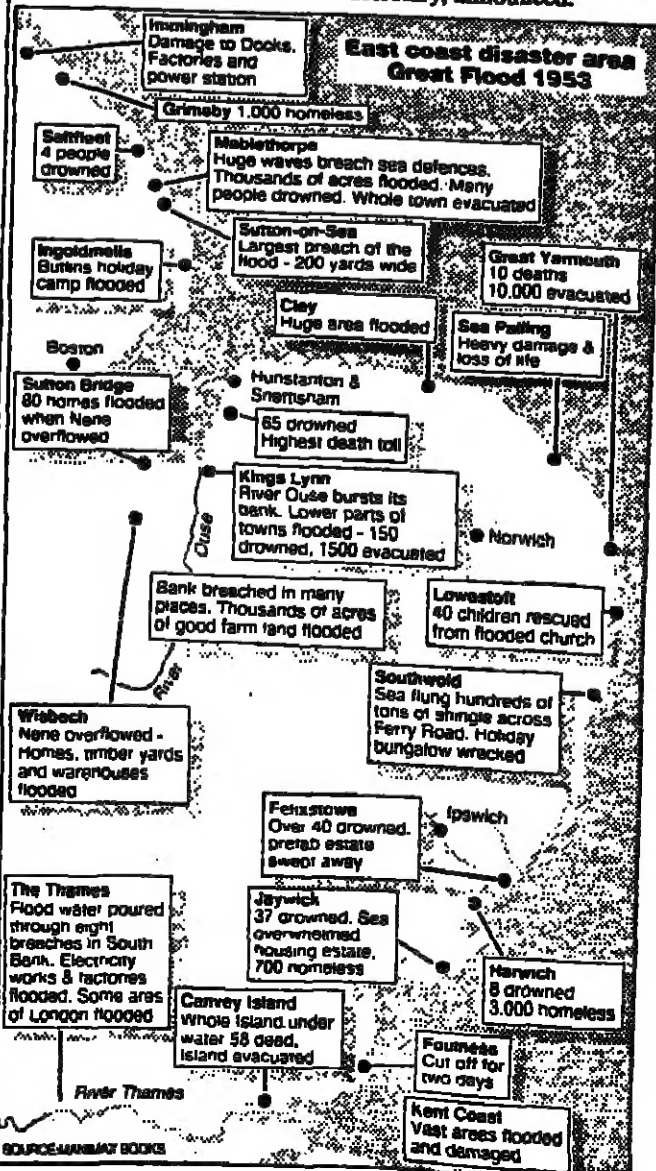 announced.
East coast disaster area
Great Flood 1953
Immingham
Damage to Docks.
Factories and
power station
Grimsby 1.000 homeless
Saltfleet
4 people
drowned
Mablethorpe
Huge waves breach sea defences.
Thousands of acres flooded. Many
people drowned. Whole town evacuated
Sutton-on-Sea
Largest breach of the
flood - 200 yards wide
Ingoldmells
Butlins holiday
camp flooded
Great Yarmouth
10 deaths
10.000 evacuated
Cley
Huge area flooded
Sea Palling
Heavy damage &
loss of life
Boston
Hunstanton &
Snettisham
65 drowned
Highest death toll
Sutton Bridge
80 homes flooded
when Nene
overflowed
Kings Lynn
River Ouse bursts its
bank. Lower parts of
towns flooded - 150
drowned, 1500 evacuated
Norwich
Ouse
River
Bank breached in many
places. Thousands of acres
of good farm land flooded
Lowestoft
40 children rescued
from flooded church
Southwold
Sea flung hundreds of
tons of shingle across
Ferry Road. Holiday
bungalow wrecked
Wisbech
Nene overflowed -
Homes, timber yards
and warehouses
flooded
Felixstowe
Over 40 drowned.
prefab estate
swept away
Ipswich
The Thames
Flood water poured
through eight
breaches in South
Bank. Electricity
works & factories
flooded. Some ares
of London flooded
Jaywick
37 drowned. Sea
overwhelmed
housing estate,
700 homeless
Harwich
8 drowned
3.000 homeless
Canvey Island
Whole Island under
water 58 dead,
Island evacuated
Foulness
Cut off for
two days
River Thames
Kent Coast
Vast areas flooded
and damaged
SOURCE: BOOKS